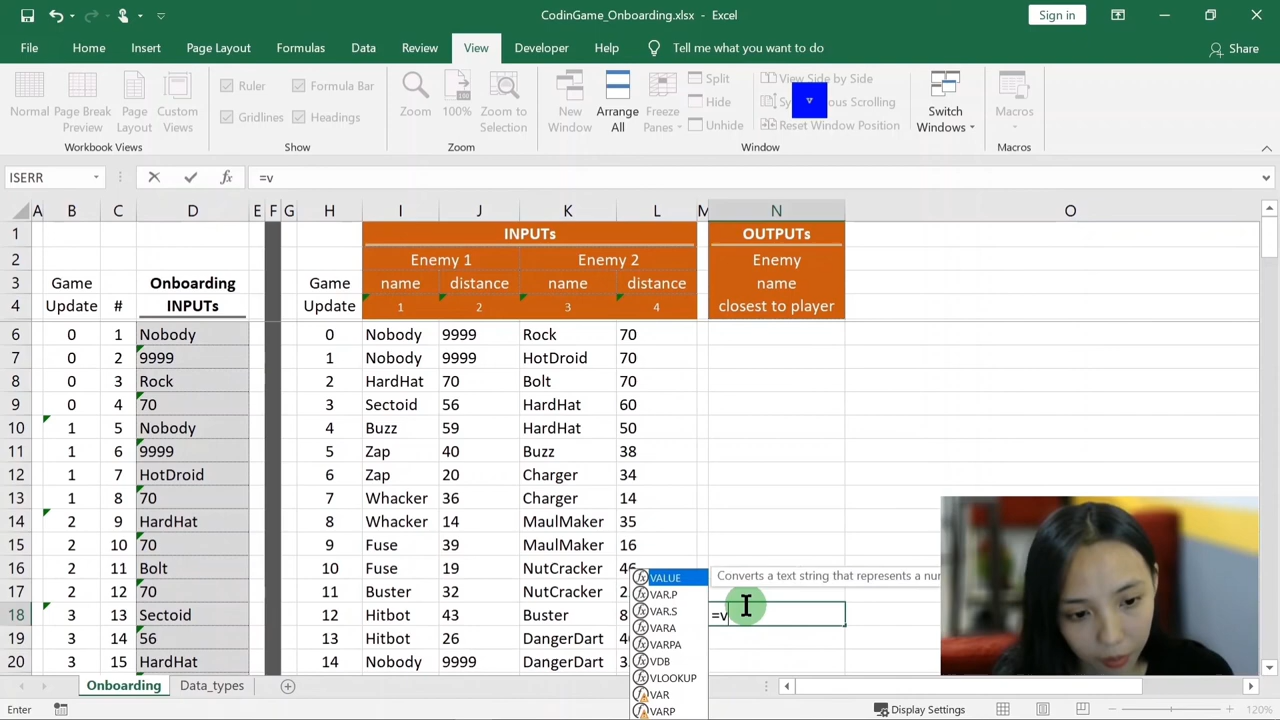 CodinGame_Onboarding.xlsx - Excel
Sign in
File Home Insert Page Layout Formulas Data Review View Developer Help Tell me what you want to do Share
Normal Page Break Preview Page Layout Custom Views
Workbook Views
Ruler Formula Bar
Gridlines Headings
Show
Zoom 100% Zoom to Selection
Zoom
New Window Arrange All Freeze Panes
Split
Hide
Unhide
View Side by Side
Reset Window Position
Window
Switch Windows
Macros
Macros
ISERR fx =v
A B C D E F G H I J K L M N O
1 INPUTs OUTPUTs
2 Enemy 1 Enemy 2 Enemy
3 Game Onboarding Game name distance name distance name
4 Update # INPUTs Update 1 2 3 4 closest to player
6 0 1 Nobody 0 Nobody 9999 Rock 70
7 0 2 9999 1 Nobody 9999 HotDroid 70
8 0 3 Rock 2 HardHat 70 Bolt 70
9 0 4 70 3 Sectoid 56 HardHat 60
10 1 5 Nobody 4 Buzz 59 HardHat 50
11 1 6 9999 5 Zap 40 Buzz 38
12 1 7 HotDroid 6 Zap 20 Charger 34
13 1 8 70 7 Whacker 36 Charger 14
14 2 9 HardHat 8 Whacker 14 MaulMaker 35
15 2 10 70 9 Fuse 39 MaulMaker 16
16 2 11 Bolt 10 Fuse 19 NutCracker
17 2 12 70 11 Buster 32 NutCracker
18 3 13 Sectoid 12 Hitbot 43 Buster 8 =v
19 3 14 56 13 Hitbot 26 DangerDart
20 3 15 HardHat 14 Nobody 9999 DangerDart
VALUE
Converts a text string that represents a
VAR.P
VAR.S
VARA
VARPA
VDB
VLOOKUP
VAR
VARP
Onboarding Data_types
Enter Display Settings 120%